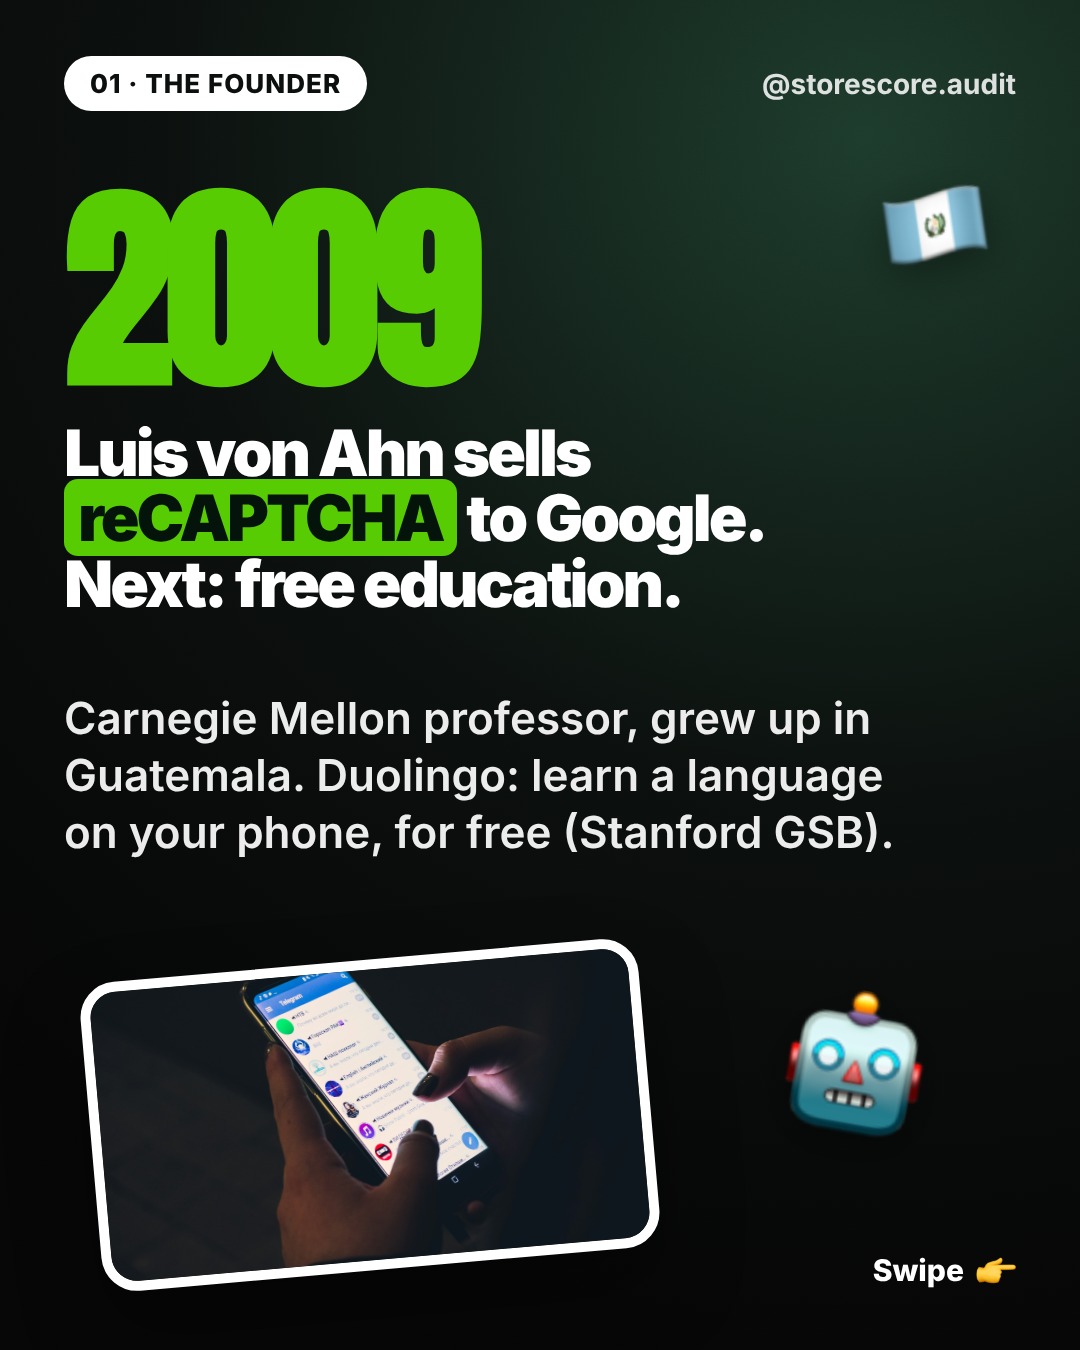 01 · THE FOUNDER
@storescore.audit
2009
Luis von Ahn sells
reCAPTCHA to Google.
Next: free education.
Carnegie Mellon professor, grew up in
Guatemala. Duolingo: learn a language
on your phone, for free (Stanford GSB).
Telegram
Swipe